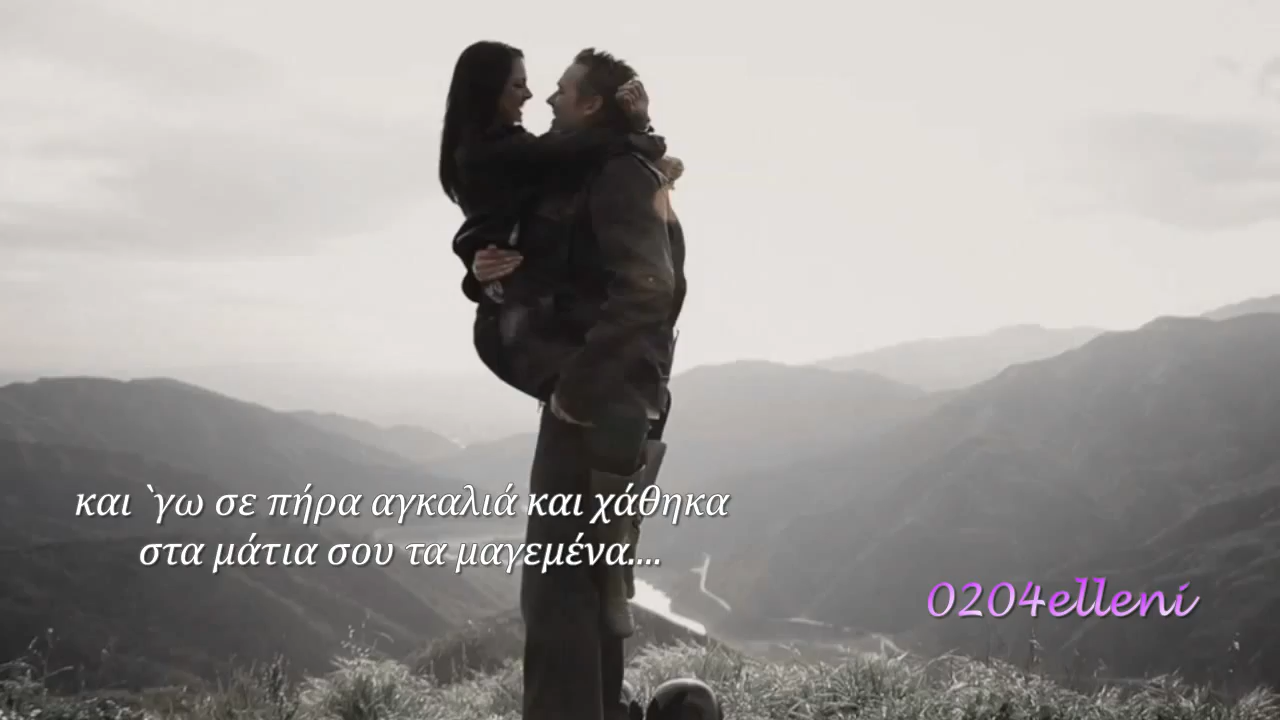 και `γω σε πήρα αγκαλιά και χάθηκα
στα μάτια σου τα μαγεμένα....
0204elleni